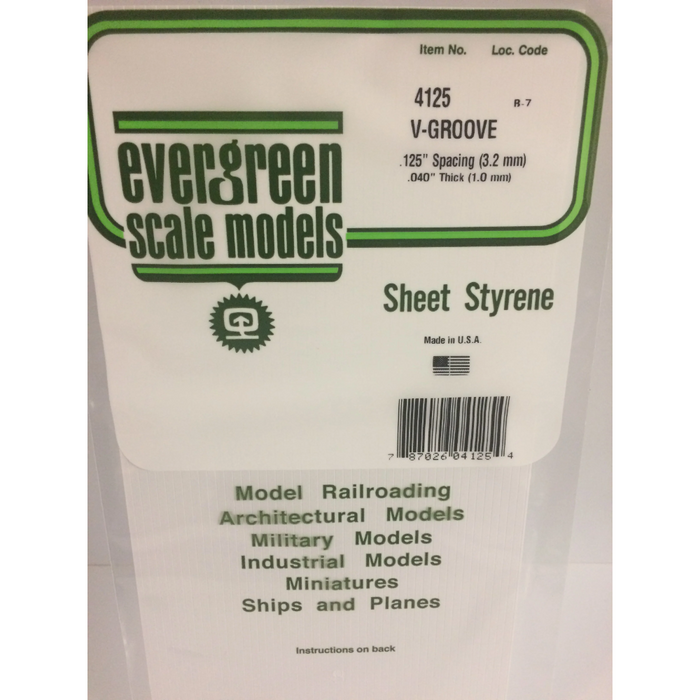 Item No. Loc. Code
4125 B-7
V-GROOVE
.125" Spacing (3.2 mm)
.040" Thick (1.0 mm)
evergreen
scale models
Sheet Styrene
Made in U.S.A.
7 87026 04125 4
Model Railroading
Architectural Models
Military Models
Industrial Models
Miniatures
Ships and Planes
Instructions on back